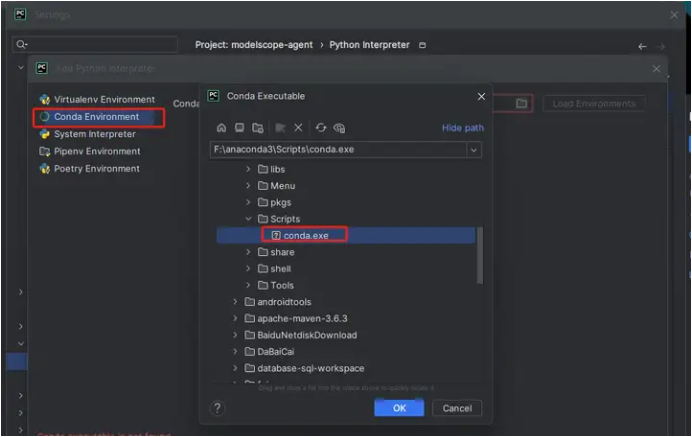 Settings
Project: modelscope-agent > Python Interpreter
Add Python Interpreter
Virtualenv Environment
Conda Environment
System Interpreter
Pipenv Environment
Poetry Environment
Conda
Load Environments
Conda Executable
Hide path
F:\anaconda3\Scripts\conda.exe
libs
Menu
pkgs
Scripts
conda.exe
share
shell
Tools
androidtools
apache-maven-3.6.3
BaiduNetdiskDownload
DaBaiCai
database-sql-workspace
Drag and drop a file into the space above to quickly locate it
OK
Cancel
Conda executable is not found